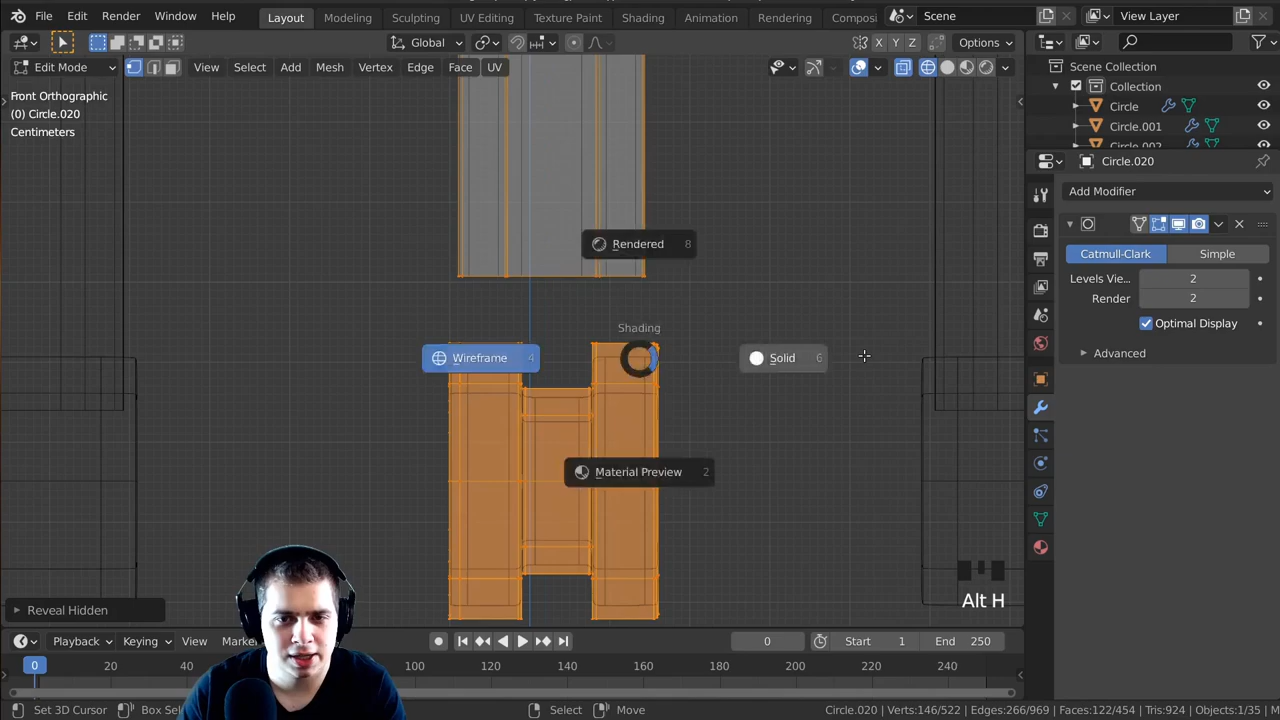 File Edit Render Window Help Layout Modeling Sculpting UV Editing Texture Paint Shading Animation Rendering Composi Scene View Layer
Global X Y Z Options
Edit Mode View Select Add Mesh Vertex Edge Face UV
Scene Collection
Collection
Circle
Circle.001
Circle.020
Front Orthographic
(0) Circle.020
Centimeters
Add Modifier
Catmull-Clark Simple
Levels Vie... 2
Render 2
Optimal Display
Advanced
Rendered 8
Shading
Wireframe 4
Solid 6
Material Preview 2
Alt H
Reveal Hidden
Playback Keying View Marke 0 Start 1 End 250
0 20 40 100 120 140 160 180 200 220 240
Set 3D Cursor Box Sel Select Move Verts:146/522 | Edges:266/969 | Faces:122/454 | Tris:924 | Objects:1/35 | M